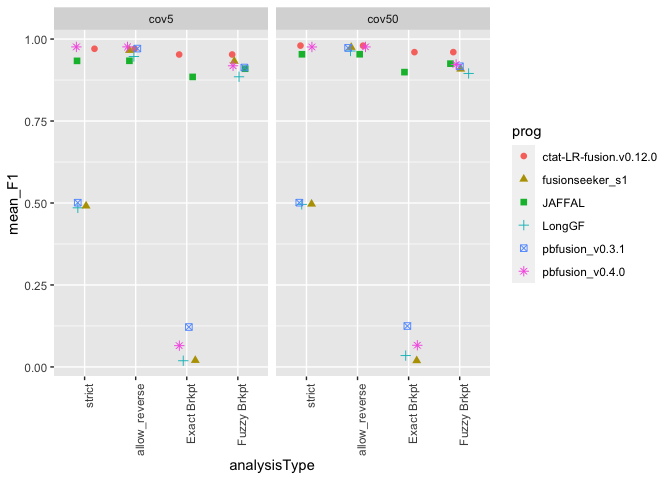 cov5
cov50
mean_F1
1.00
0.75
0.50
0.25
0.00
strict
allow_reverse
Exact Brkpt
Fuzzy Brkpt
strict
allow_reverse
Exact Brkpt
Fuzzy Brkpt
analysisType
prog
ctat-LR-fusion.v0.12.0
fusionseeker_s1
JAFFAL
LongGF
pbfusion_v0.3.1
pbfusion_v0.4.0